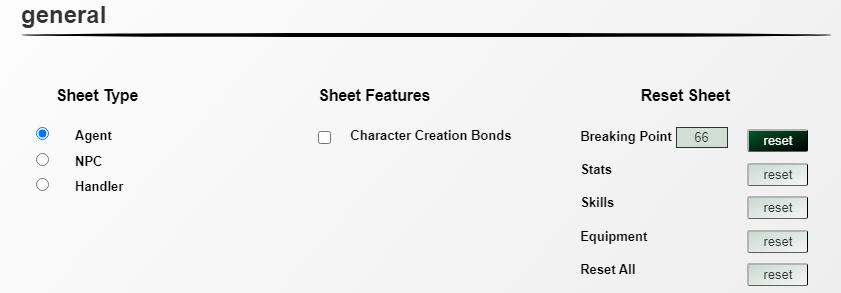 general
Sheet Type
Agent
NPC
Handler
Sheet Features
Character Creation Bonds
Reset Sheet
Breaking Point 66 reset
Stats reset
Skills reset
Equipment reset
Reset All reset